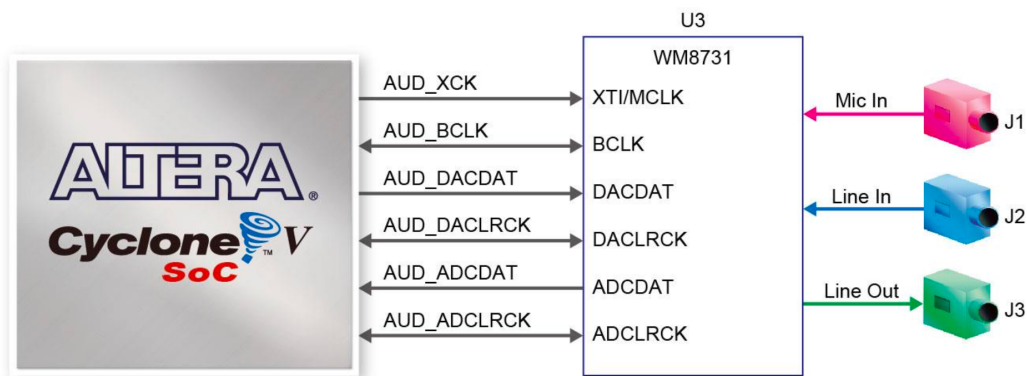 U3
WM8731
AUD_XCK
XTI/MCLK
Mic In
J1
AUD_BCLK
BCLK
ALTERA®
AUD_DACDAT
DACDAT
Line In
J2
Cyclone™ V
SoC
AUD_DACLRCK
DACLRCK
AUD_ADCDAT
ADCDAT
Line Out
J3
AUD_ADCLRCK
ADCLRCK